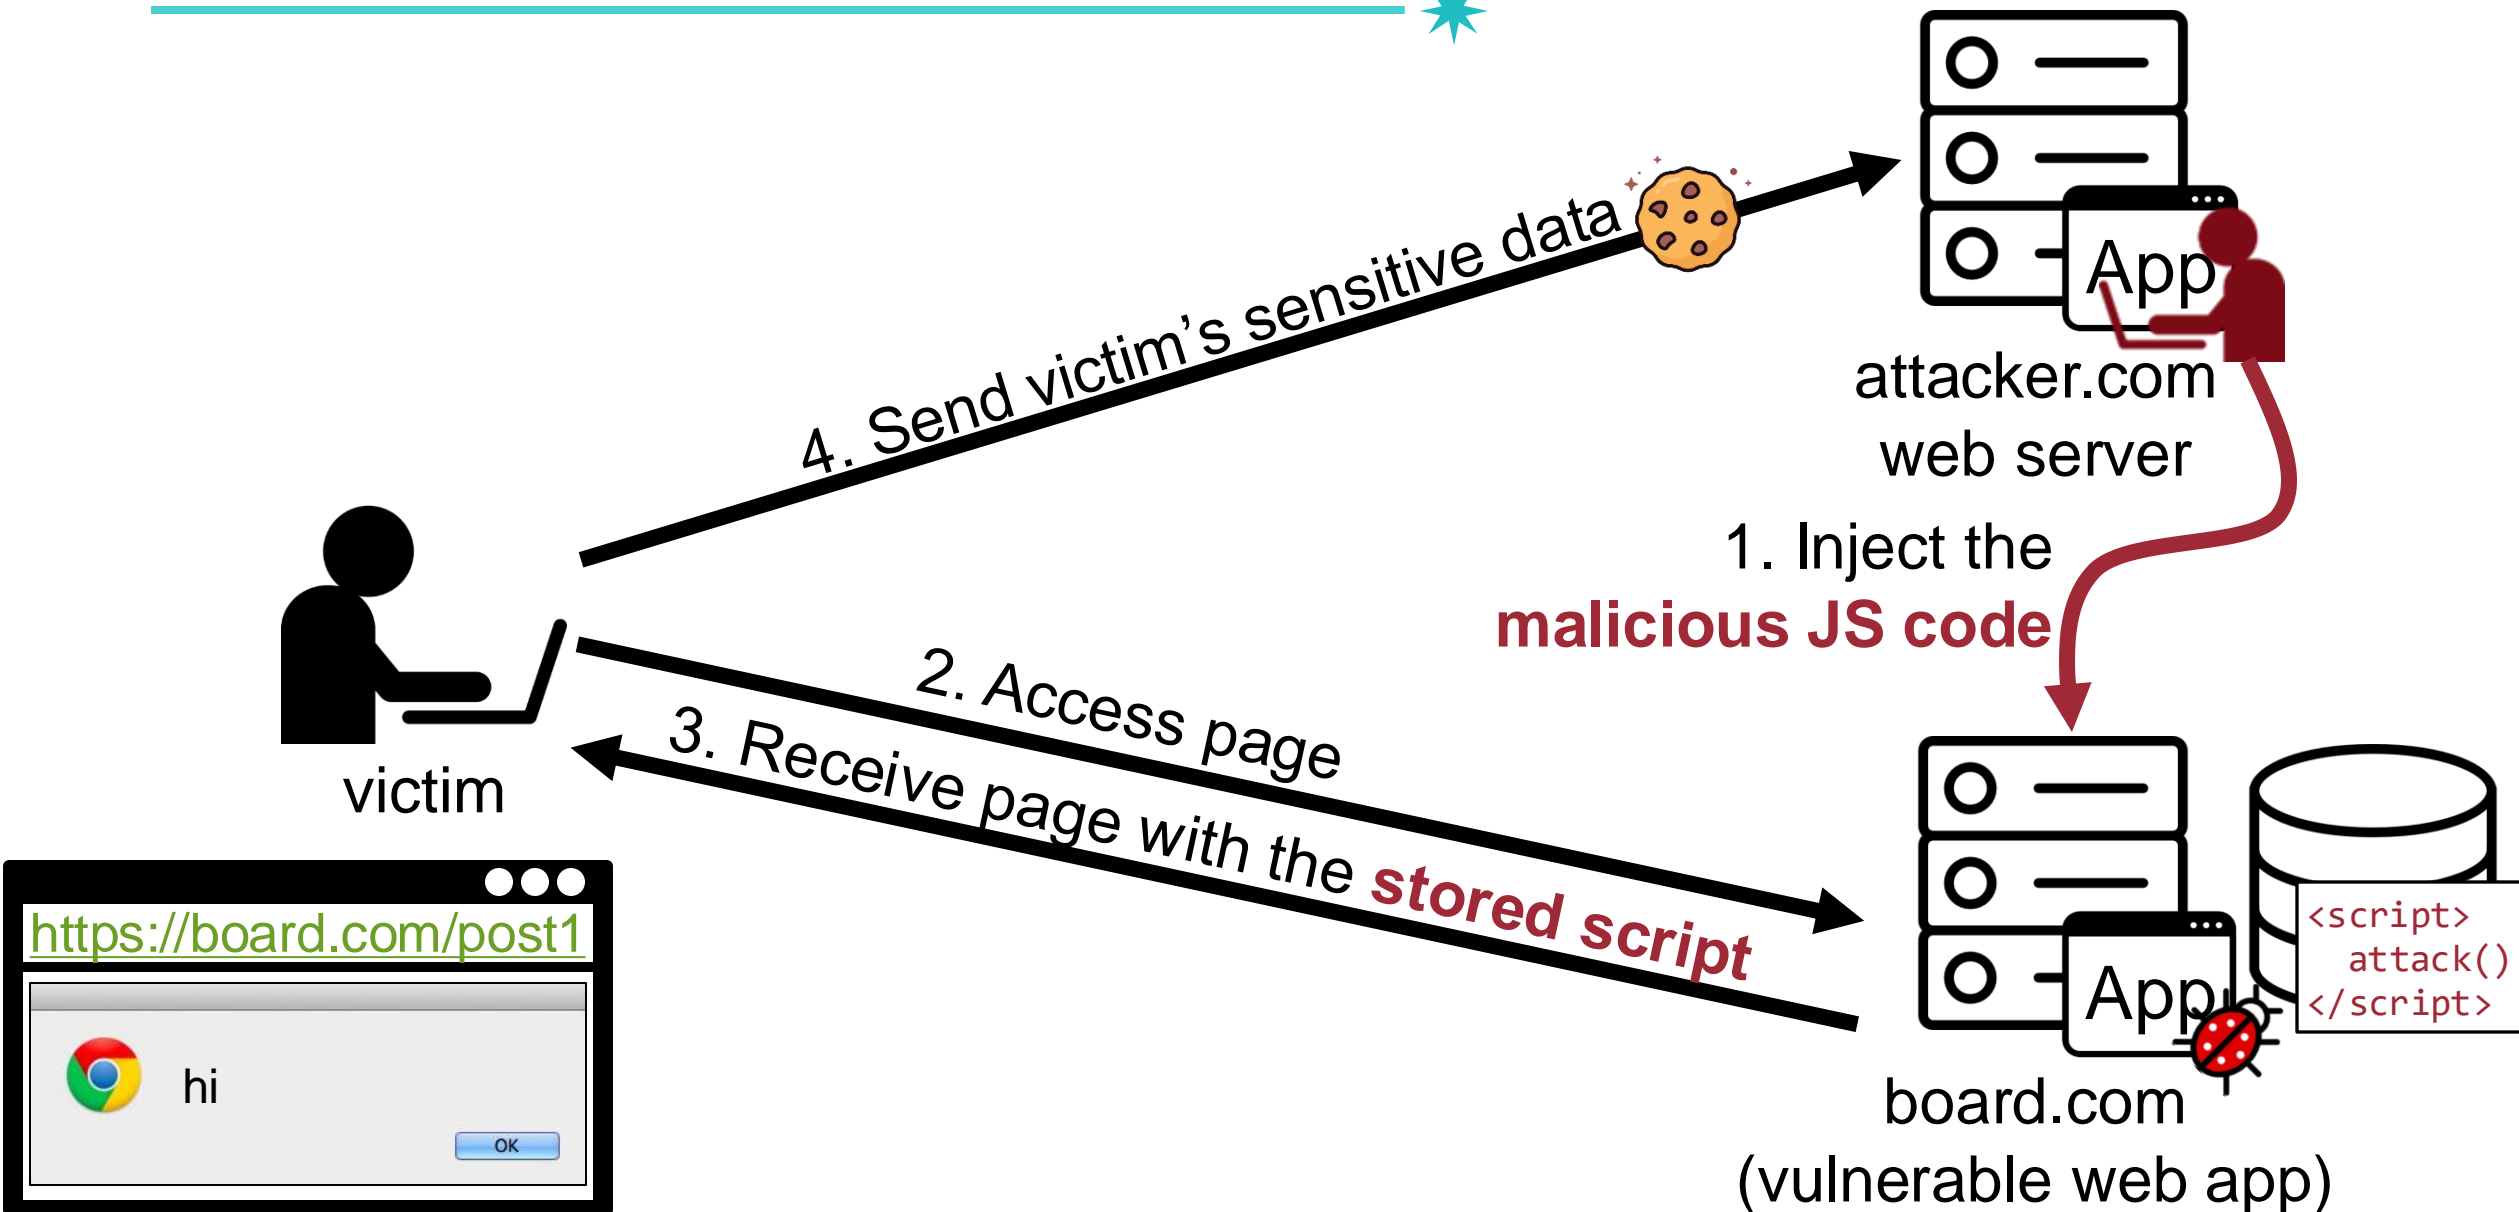 App
attacker.com
web server
4. Send victim’s sensitive data
1. Inject the
malicious JS code
2. Access page
3. Receive page with the stored script
victim
https://board.com/post1
hi
OK
<script>
attack()
</script>
App
board.com
(vulnerable web app)